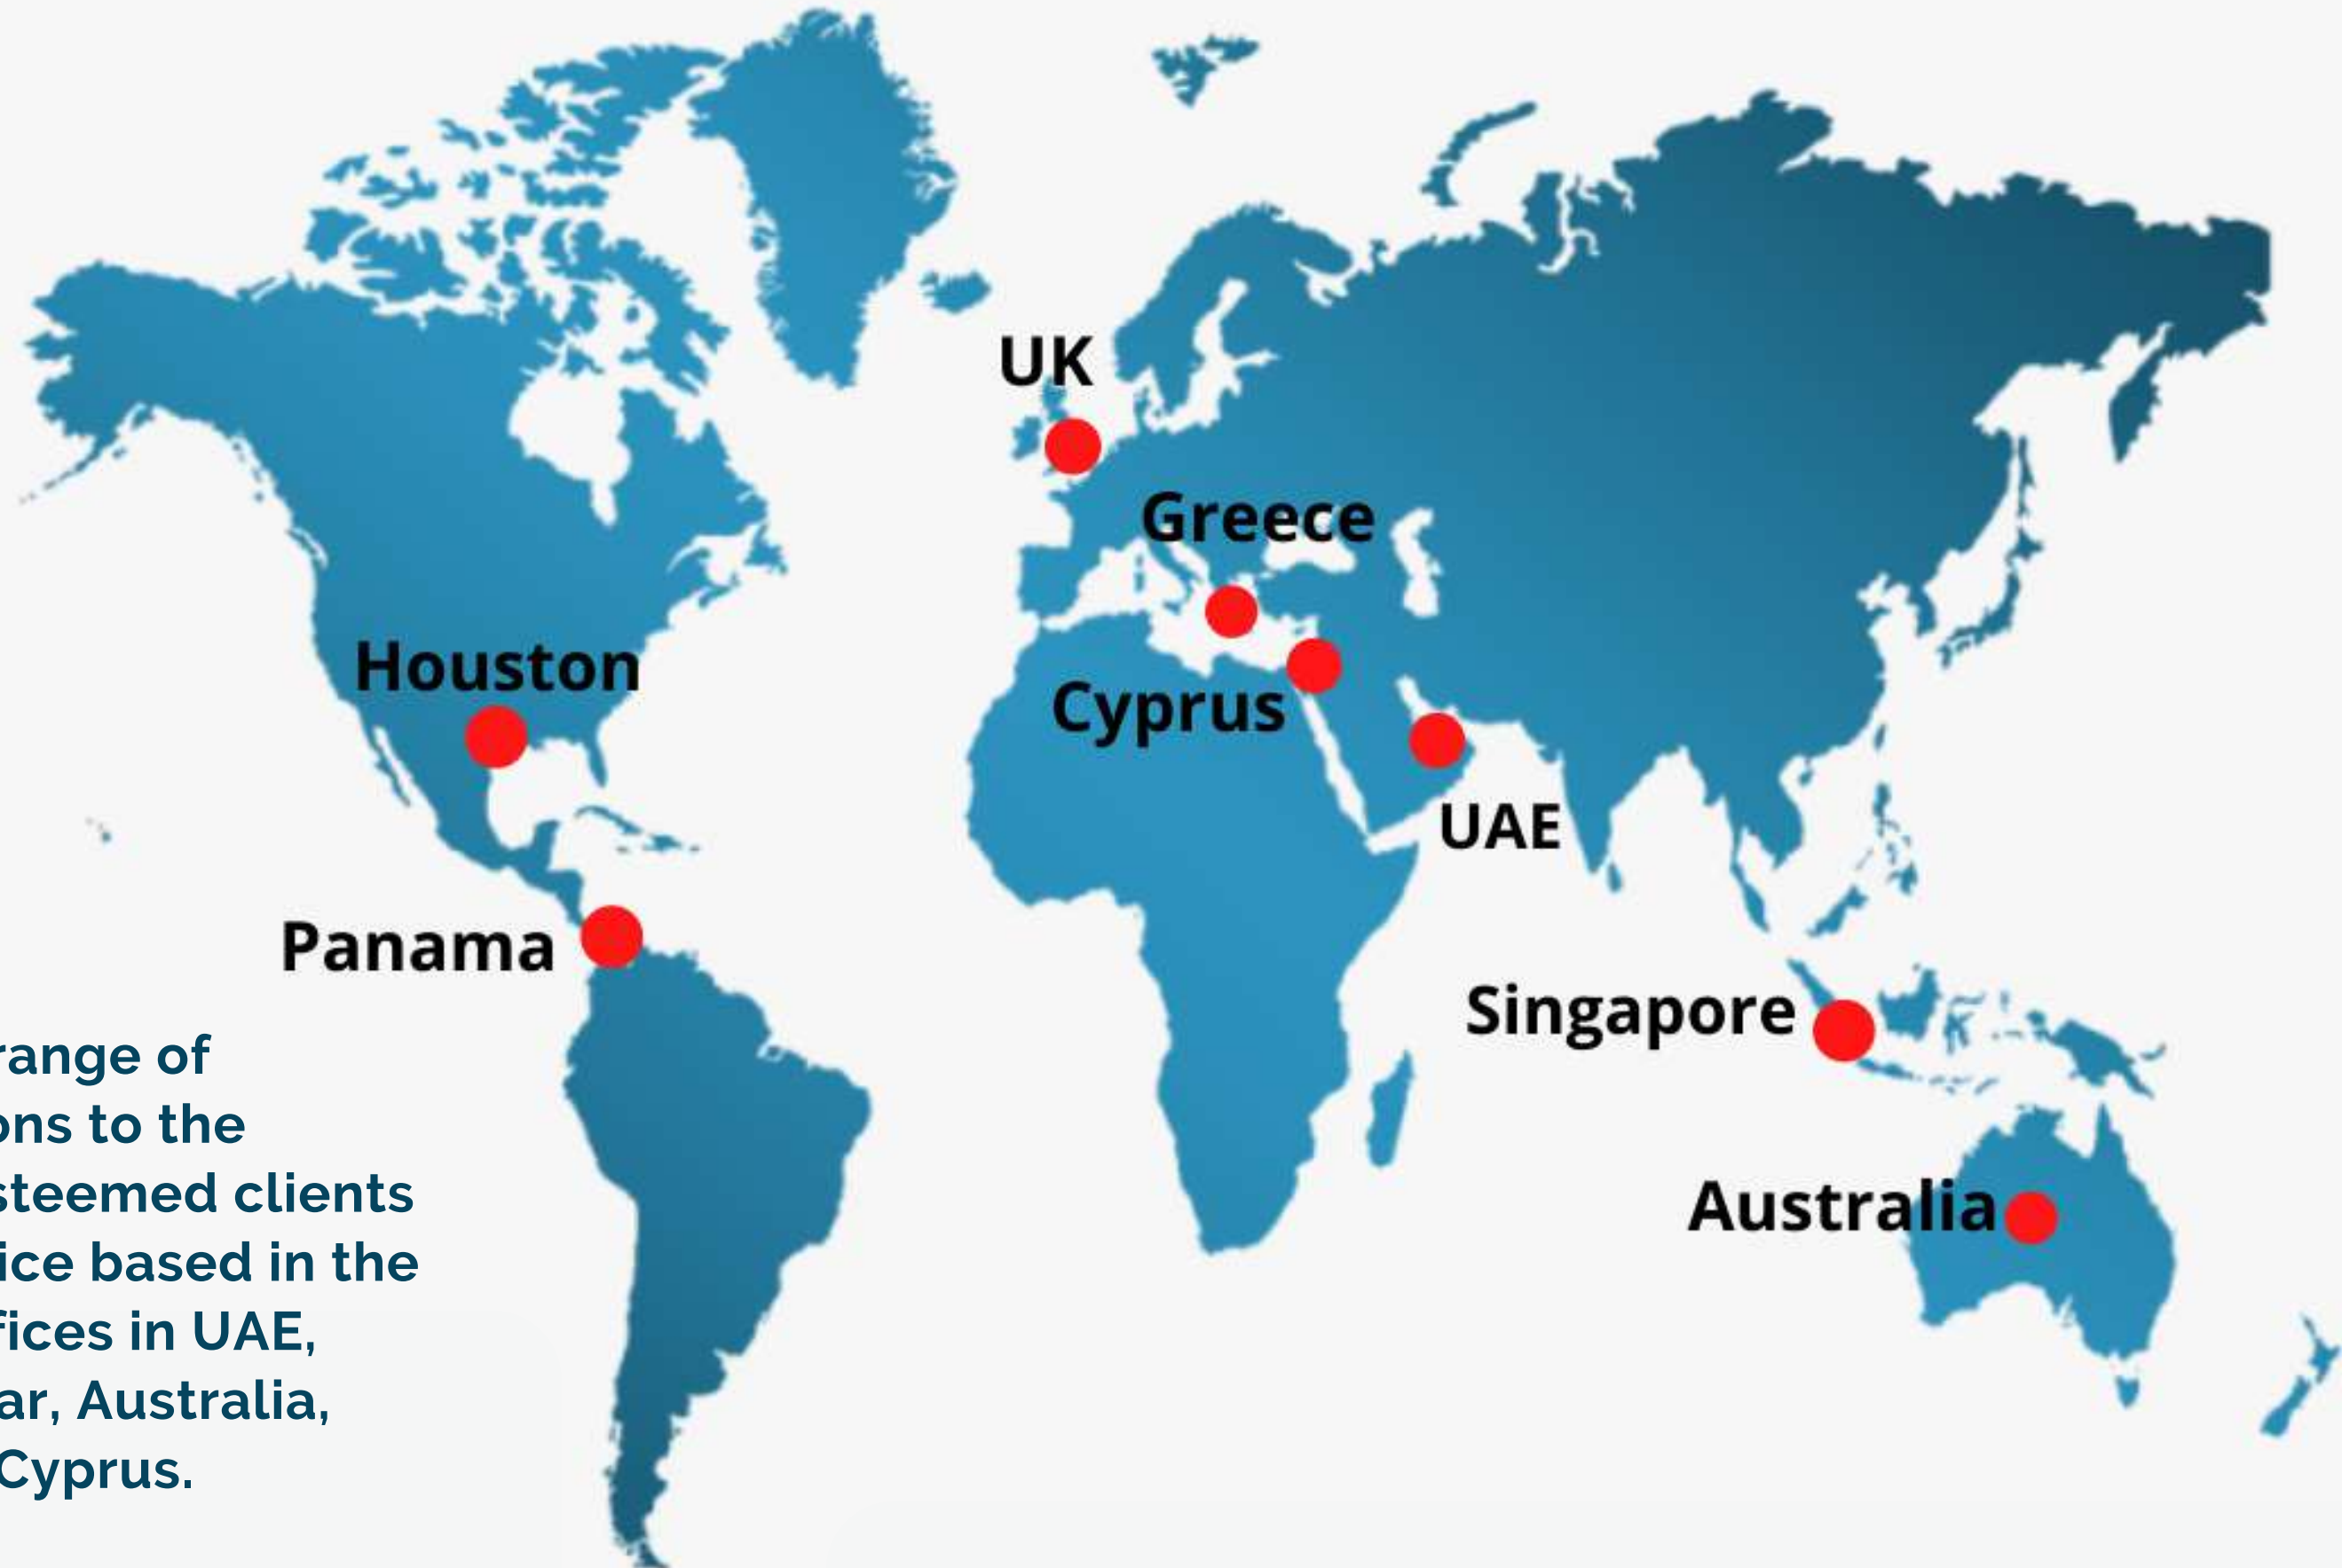 UK
Greece
Houston
Cyprus
UAE
Panama
Singapore
Australia
range of
ons to the
steemed clients
ice based in the
fices in UAE,
ar, Australia,
Cyprus.